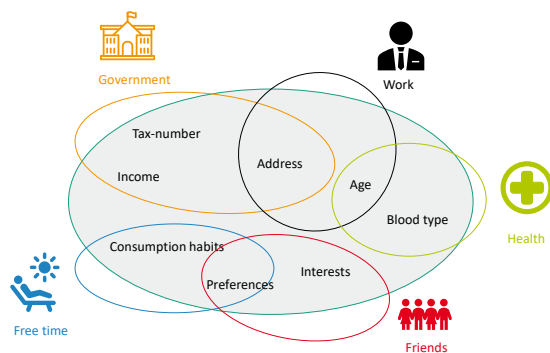 Government
Work
Tax-number
Address
Income
Age
Blood type
Health
Consumption habits
Interests
Preferences
Free time
Friends